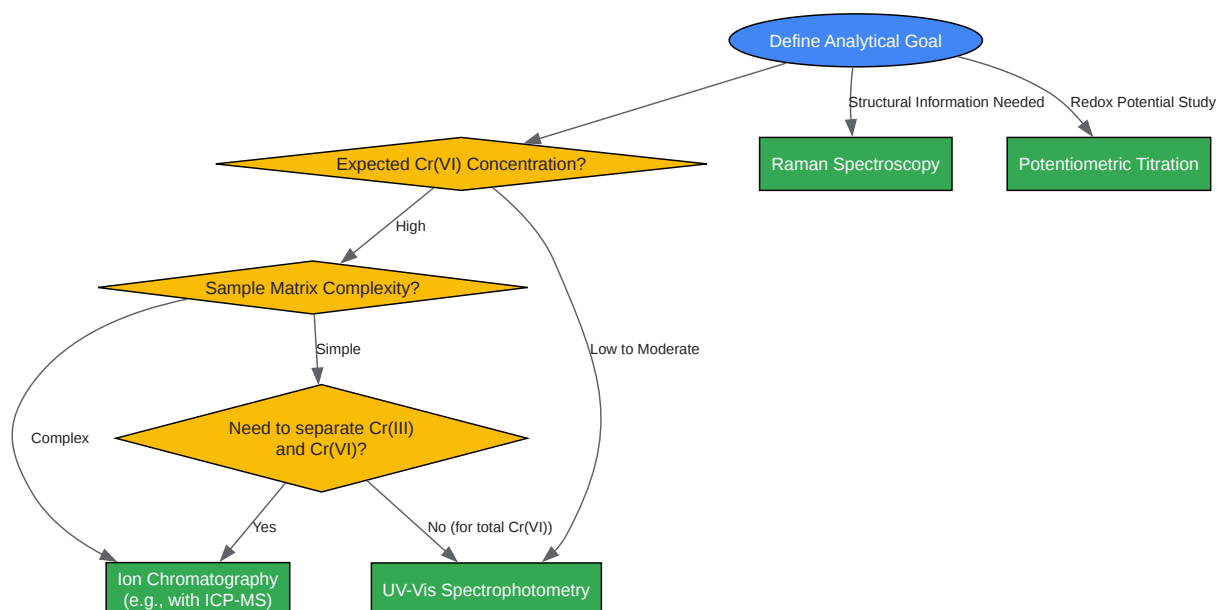 Define Analytical Goal
Structural Information Needed
Redox Potential Study
Expected Cr(VI) Concentration?
Raman Spectroscopy
Potentiometric Titration
High
Sample Matrix Complexity?
Simple
Low to Moderate
Need to separate Cr(III)
and Cr(VI)?
Complex
Yes
No (for total Cr(VI))
Ion Chromatography
(e.g., with ICP-MS)
UV-Vis Spectrophotometry